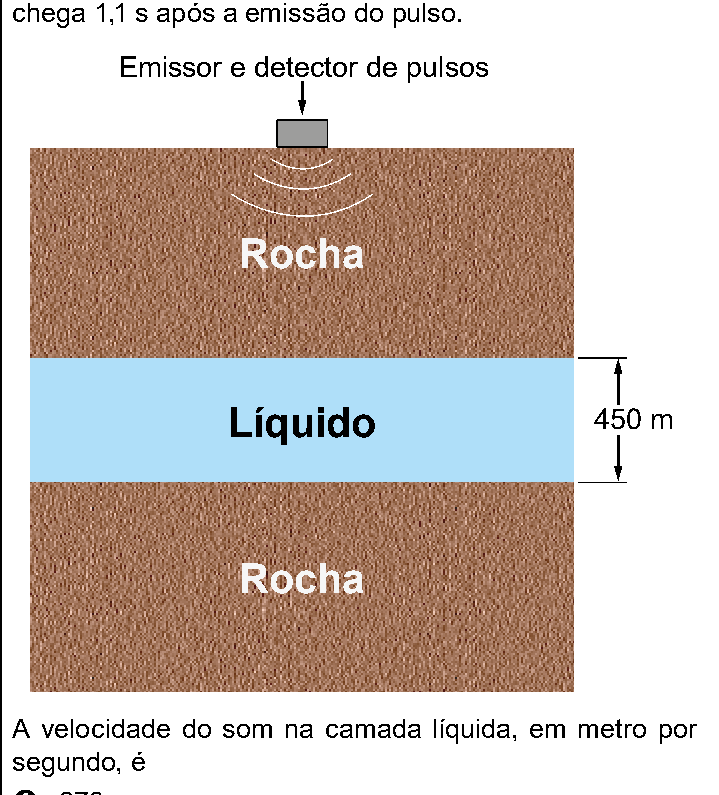 chega 1,1 s após a emissão do pulso.
Emissor e detector de pulsos
Rocha
Líquido
450 m
Rocha
A velocidade do som na camada líquida, em metro por
segundo, é